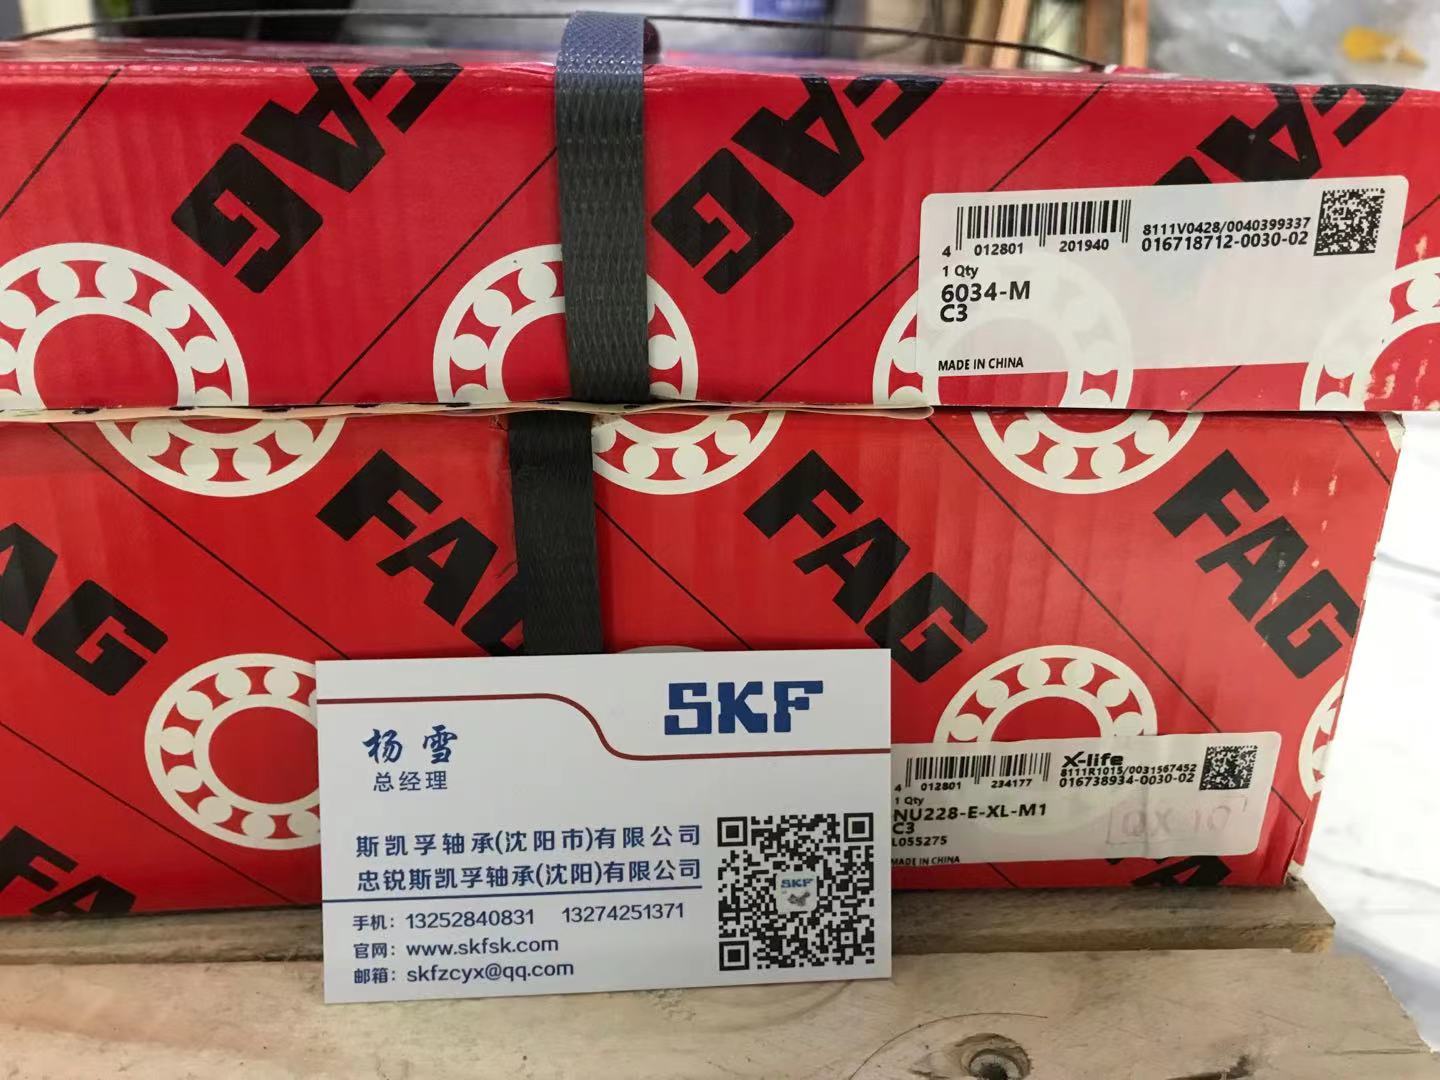 FAG
FAG
FAG
4 012801 201940
8111V0428/0040399337
016718712-0030-02
1 Qty
6034-M
C3
MADE IN CHINA
FAG
FAG
FAG
FAG
SKF
杨雪
总经理
斯凯孚轴承(沈阳市)有限公司
忠锐斯凯孚轴承(沈阳)有限公司
手机：13252840831 13274251371
官网：www.skfsk.com
邮箱：skfzcyx@qq.com
SKF
X-life
4 012801 234177
8111R1015/0031567452
016738934-0030-02
1 Qty
NU228-E-XL-M1
C3
L055275
MADE IN CHINA